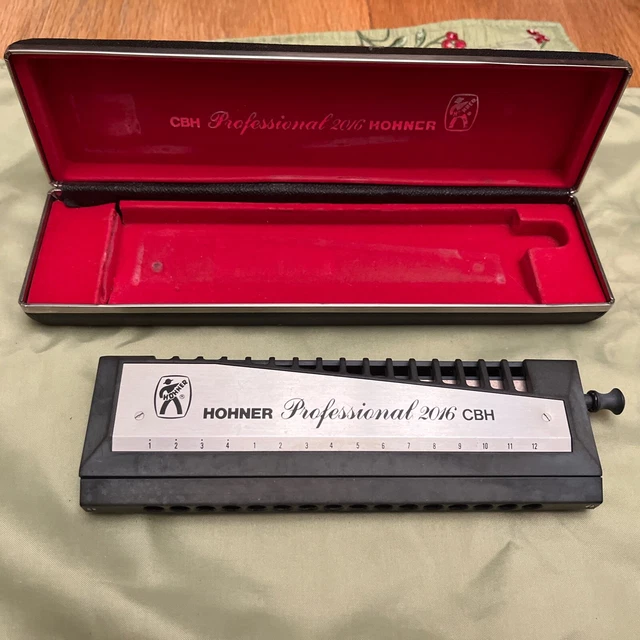 CBH Professional 2016 HOHNER
HOHNER
®
HOHNER Professional 2016 CBH
1 2 3 4 1 2 3 4 5 6 7 8 9 10 11 12